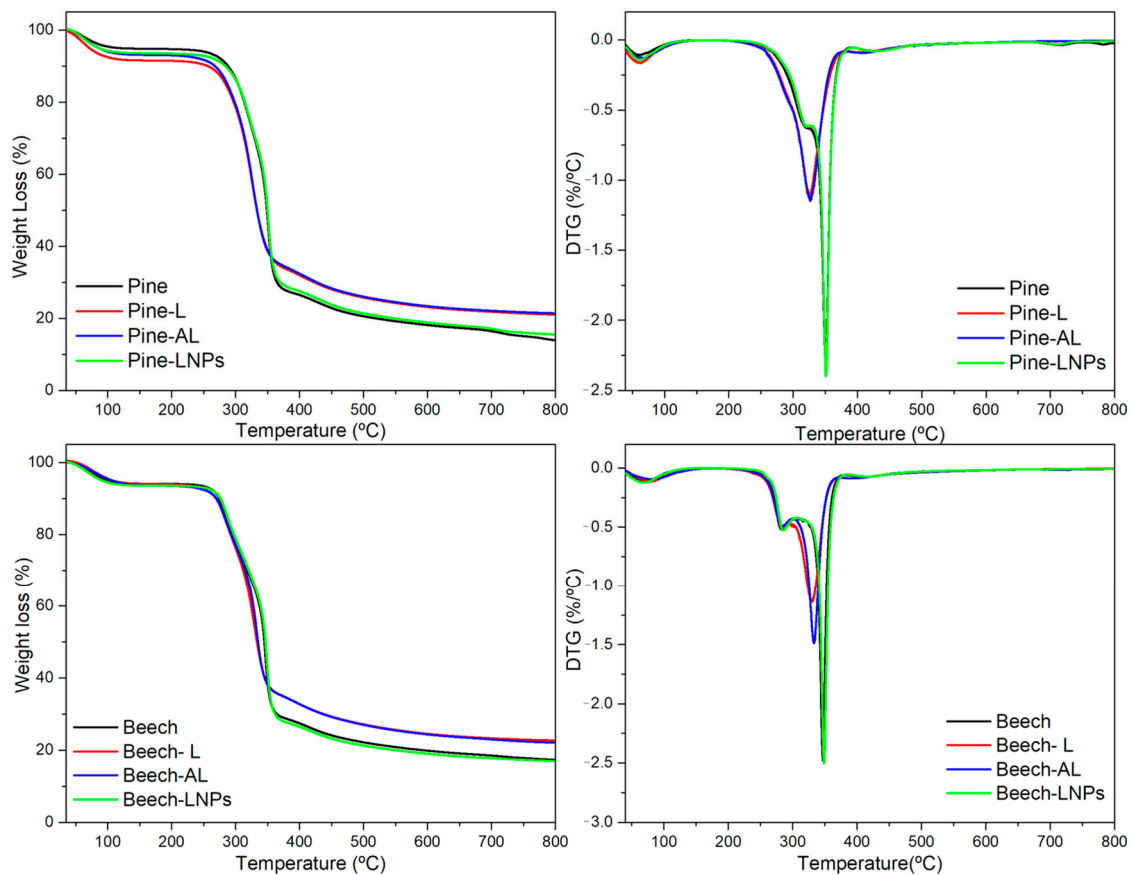 100
80
60
40
20
0
Weight Loss (%)
Pine
Pine-L
Pine-AL
Pine-LNPs
100 200 300 400 500 600 700 800
Temperature (ºC)
0.0
-0.5
-1.0
-1.5
-2.0
-2.5
DTG (%/ºC)
Pine
Pine-L
Pine-AL
Pine-LNPs
100 200 300 400 500 600 700 800
Temperature (ºC)
100
80
60
40
20
0
Weight loss (%)
Beech
Beech- L
Beech-AL
Beech-LNPs
100 200 300 400 500 600 700 800
Temperature (ºC)
0.0
-0.5
-1.0
-1.5
-2.0
-2.5
-3.0
DTG (%/ºC)
Beech
Beech- L
Beech-AL
Beech-LNPs
100 200 300 400 500 600 700 800
Temperature(ºC)